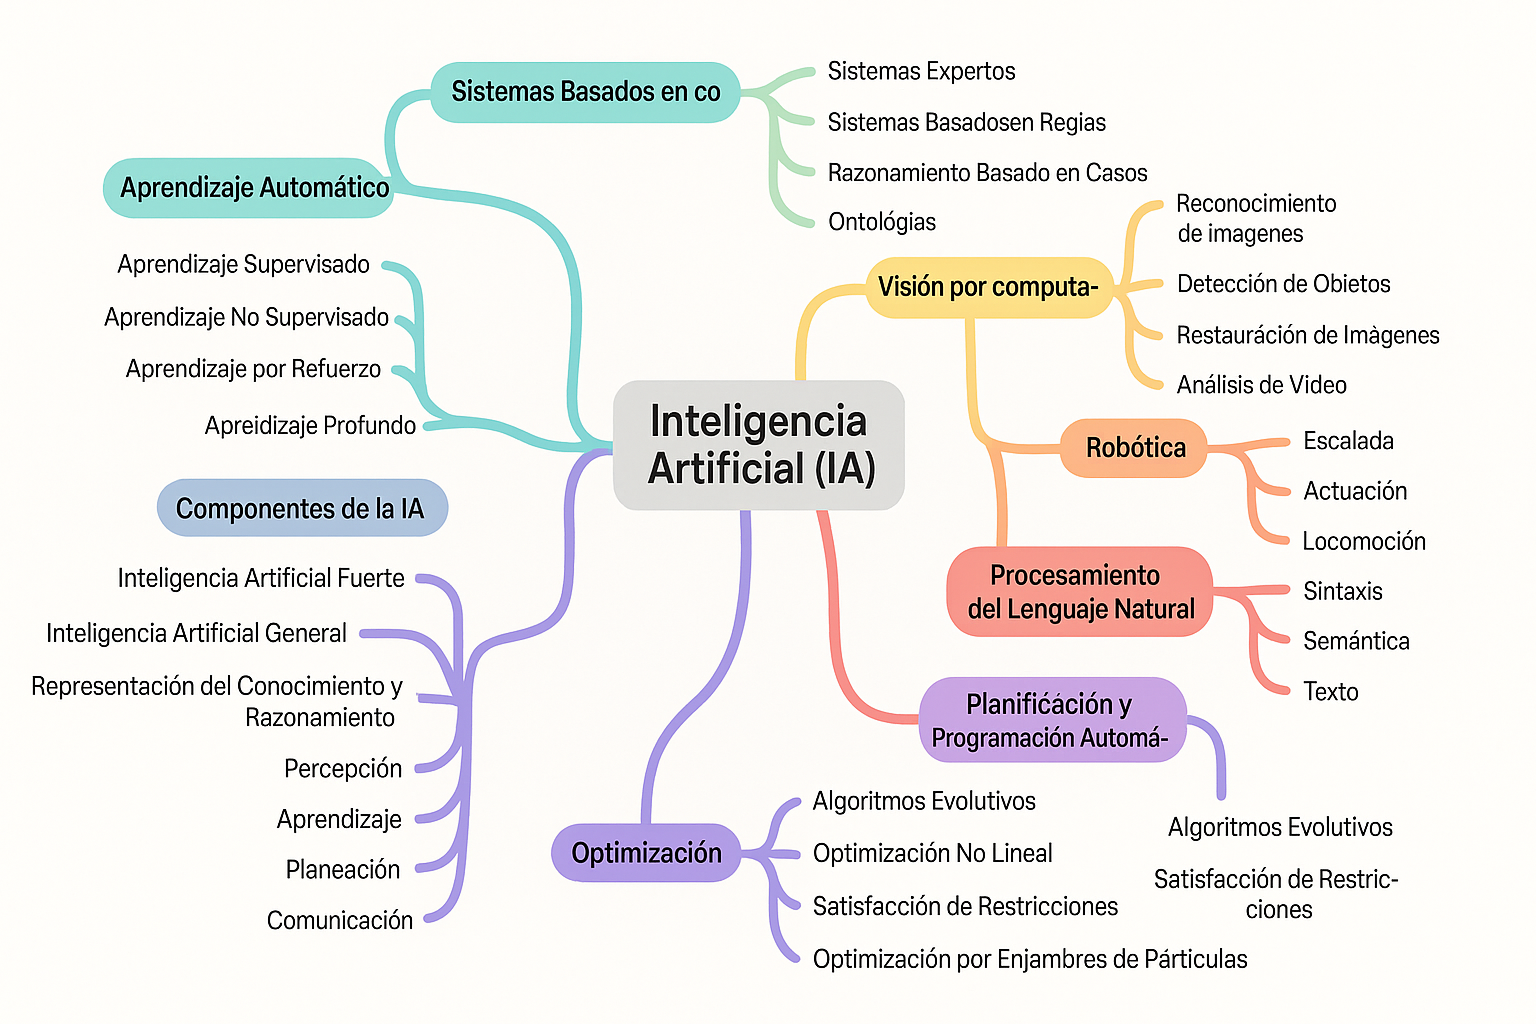 Inteligencia
Artificial (IA)
Sistemas Basados en co
Sistemas Expertos
Sistemas Basadosen Regias
Razonamiento Basado en Casos
Ontológias
Aprendizaje Automático
Aprendizaje Supervisado
Aprendizaje No Supervisado
Aprendizaje por Refuerzo
Apreidizaje Profundo
Componentes de la IA
Inteligencia Artificial Fuerte
Inteligencia Artificial General
Representación del Conocimiento y
Razonamiento
Percepción
Aprendizaje
Planeación
Comunicación
Visión por computa-
Reconocimiento
de imagenes
Detección de Obietos
Restauráción de Imàgenes
Análisis de Video
Robótica
Escalada
Actuación
Locomoción
Procesamiento
del Lenguaje Natural
Sintaxis
Semántica
Texto
Planifićación y
Programación Automá-
Algoritmos Evolutivos
Satisfacción de Restric-
ciones
Optimización
Algoritmos Evolutivos
Optimización No Lineal
Satisfacción de Restricciones
Optimización por Enjambres de Párticulas